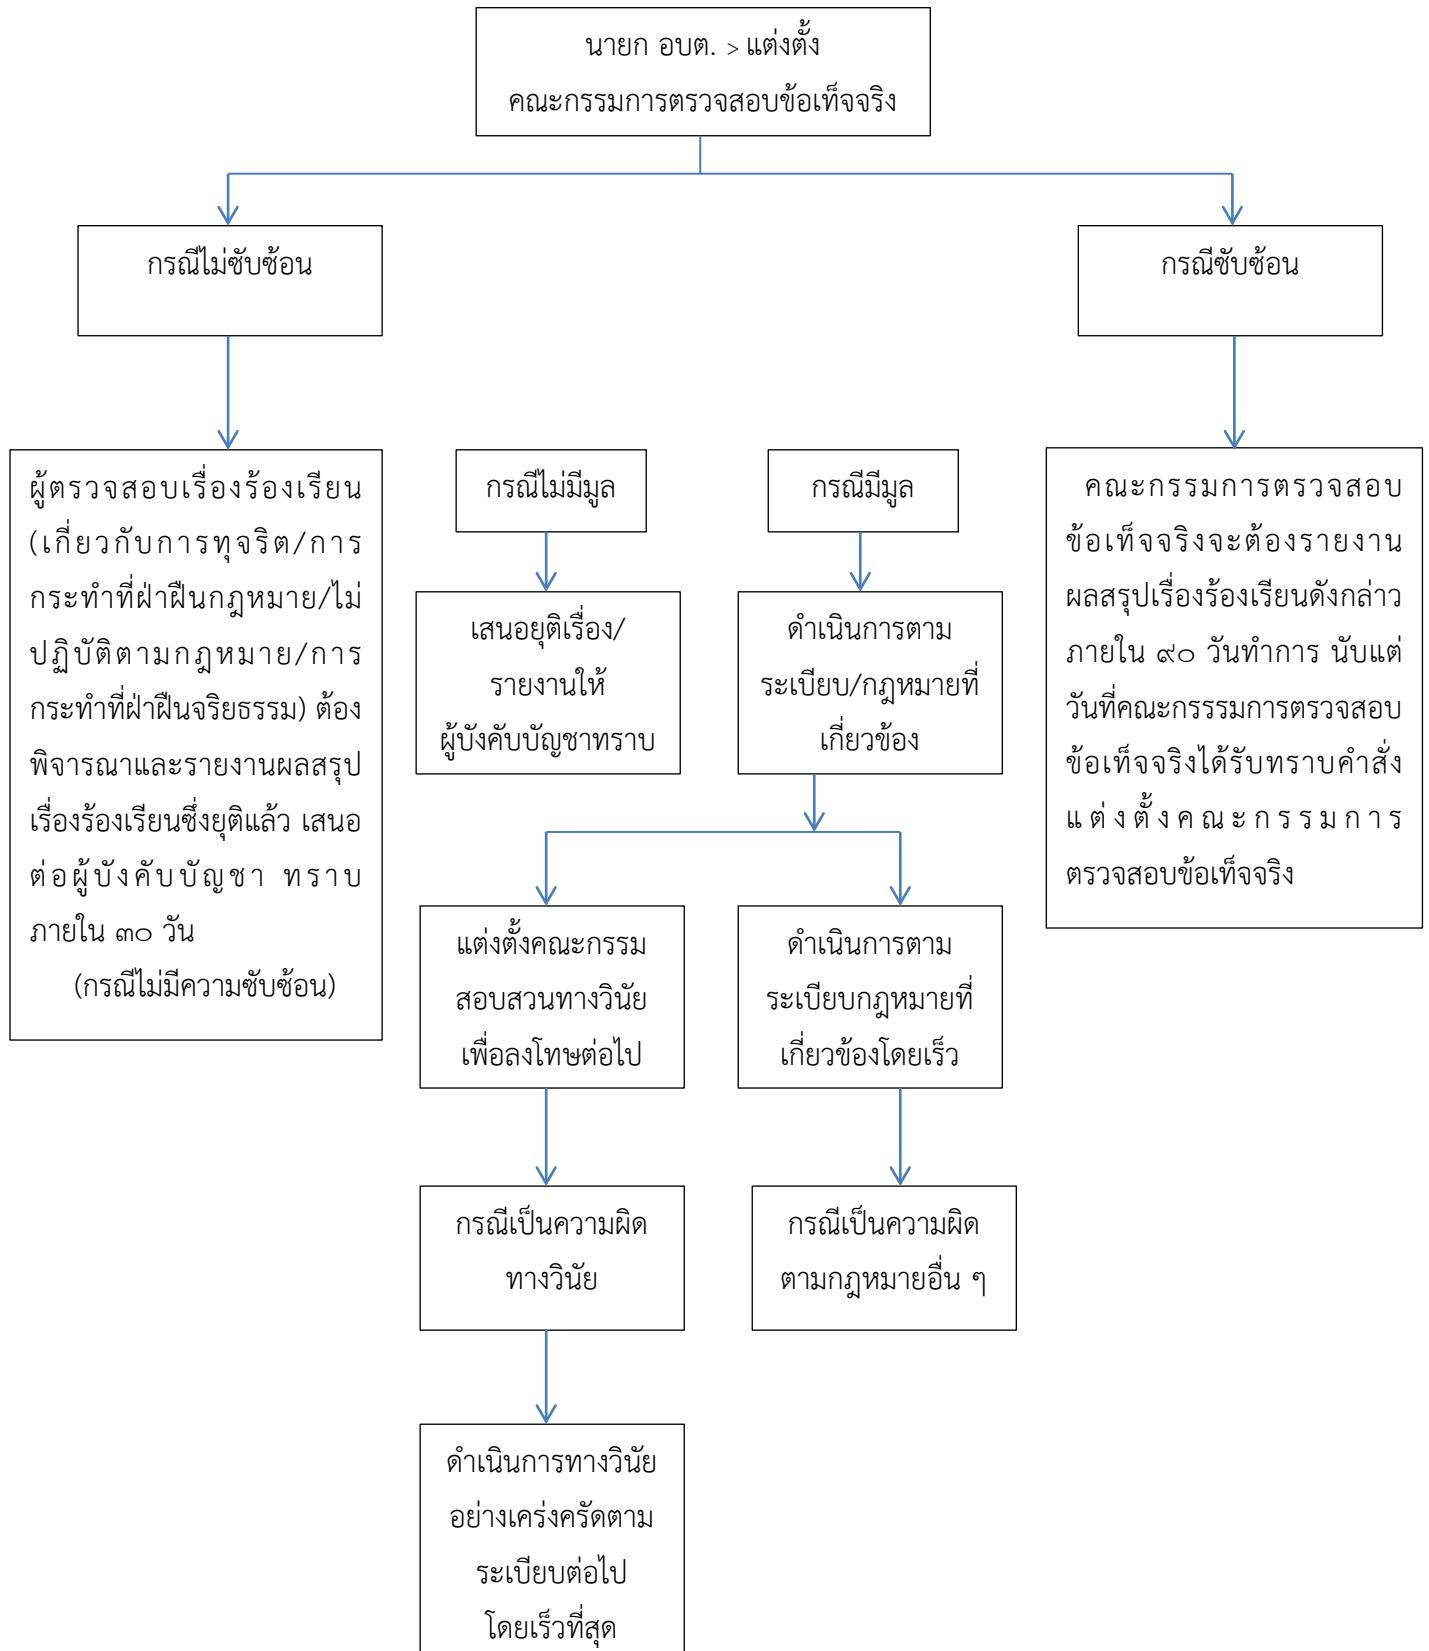 นายก อบต. > แต่งตั้ง
คณะกรรมการตรวจสอบข้อเท็จจริง
กรณีไม่ซับซ้อน
กรณีซับซ้อน
ผู้ตรวจสอบเรื่องร้องเรียน
(เกี่ยวกับการทุจริต/การ
กระทำที่ฝ่าฝืนกฎหมาย/ไม่
ปฏิบัติตามกฎหมาย/การ
กระทำที่ฝ่าฝืนจริยธรรม) ต้อง
พิจารณาและรายงานผลสรุป
เรื่องร้องเรียนซึ่งยุติแล้ว เสนอ
ต่อผู้บังคับบัญชา ทราบ
ภายใน ๓๐ วัน
(กรณีไม่มีความซับซ้อน)
กรณีไม่มีมูล
เสนอยุติเรื่อง/
รายงานให้
ผู้บังคับบัญชาทราบ
กรณีมีมูล
ดำเนินการตาม
ระเบียบ/กฎหมายที่
เกี่ยวข้อง
คณะกรรมการตรวจสอบ
ข้อเท็จจริงจะต้องรายงาน
ผลสรุปเรื่องร้องเรียนดังกล่าว
ภายใน ๙๐ วันทำการ นับแต่
วันที่คณะกรรรมการตรวจสอบ
ข้อเท็จจริงได้รับทราบคำสั่ง
แต่งตั้งคณะกรรมการ
ตรวจสอบข้อเท็จจริง
แต่งตั้งคณะกรรม
สอบสวนทางวินัย
เพื่อลงโทษต่อไป
ดำเนินการตาม
ระเบียบกฎหมายที่
เกี่ยวข้องโดยเร็ว
กรณีเป็นความผิด
ทางวินัย
กรณีเป็นความผิด
ตามกฎหมายอื่น ๆ
ดำเนินการทางวินัย
อย่างเคร่งครัดตาม
ระเบียบต่อไป
โดยเร็วที่สุด